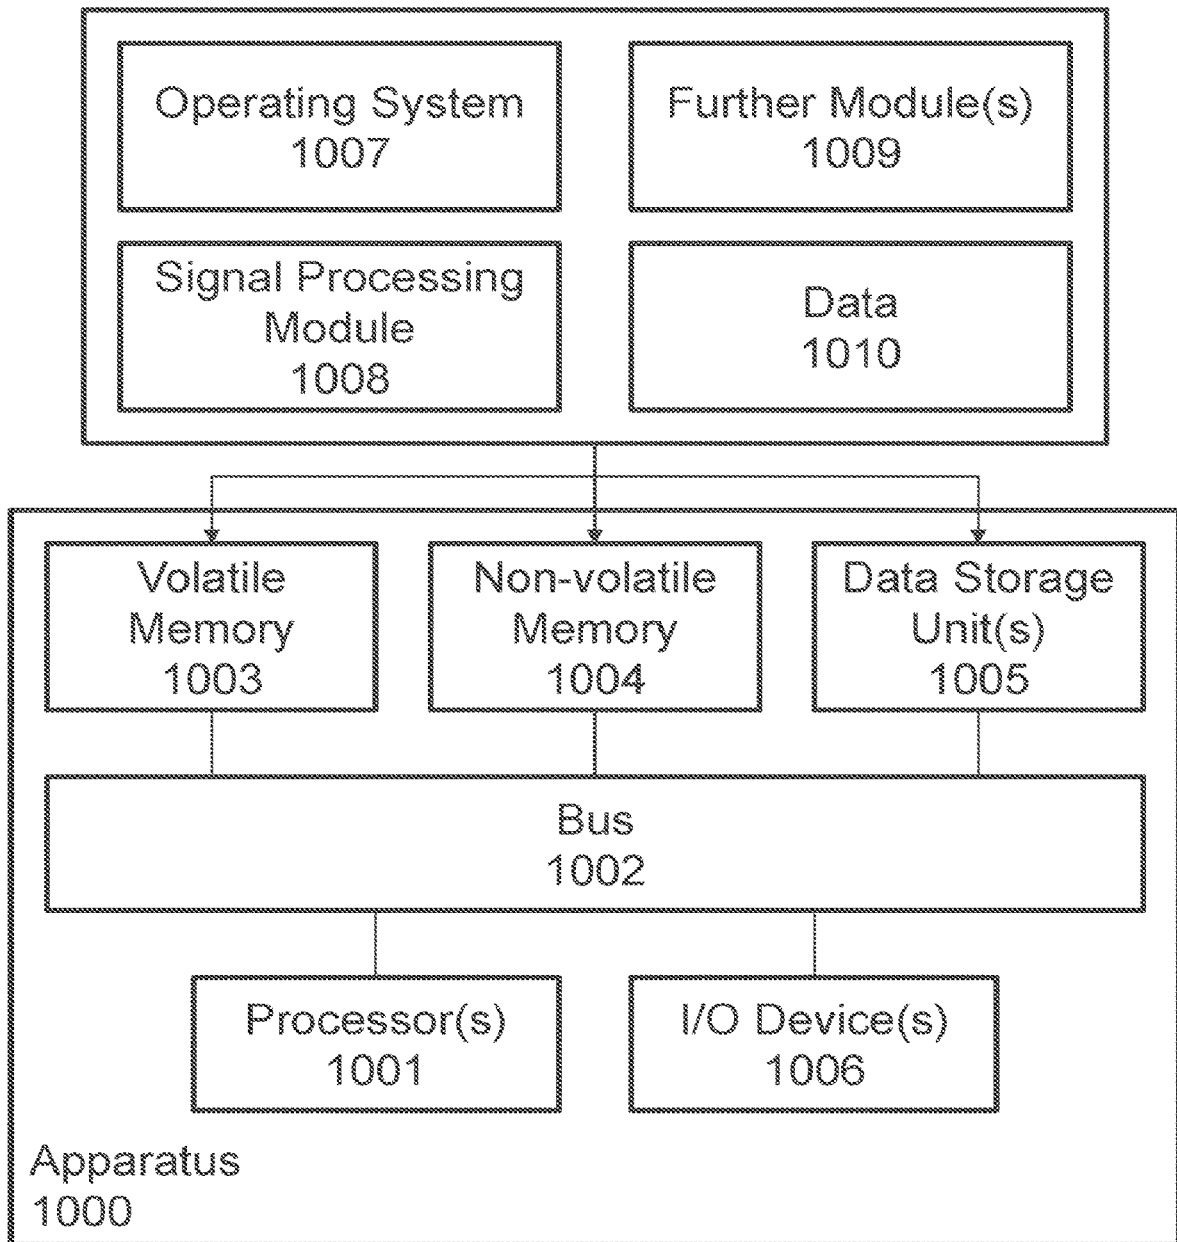 Operating System
1007
Further Module(s)
1009
Signal Processing
Module
1008
Data
1010
Volatile
Memory
1003
Non-volatile
Memory
1004
Data Storage
Unit(s)
1005
Bus
1002
Processor(s)
1001
I/O Device(s)
1006
Apparatus
1000